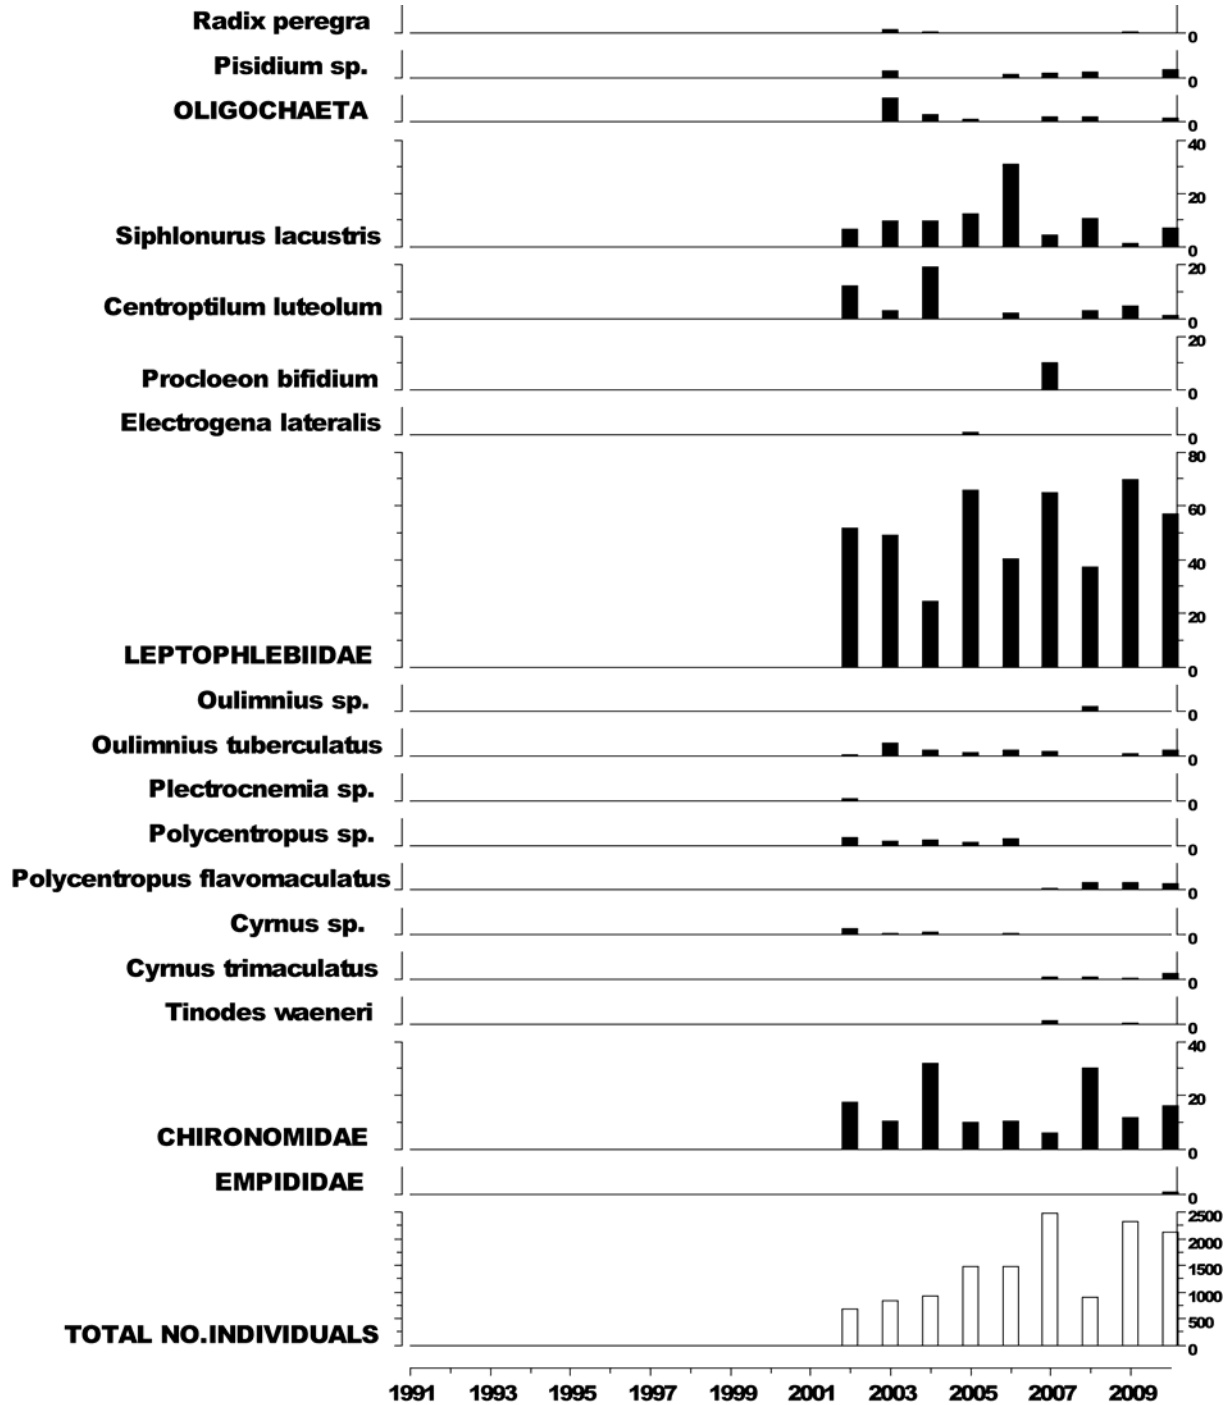 Radix peregra
0
Pisidium sp.
0
OLIGOCHAETA
0
40
20
Siphlonurus lacustris
0
20
Centroptilum luteolum
0
20
Procloeon bifidium
0
Electrogena lateralis
0
80
60
40
20
LEPTOPHLEBIIDAE
0
Oulimnius sp.
0
Oulimnius tuberculatus
0
Plectrocnemia sp.
0
Polycentropus sp.
0
Polycentropus flavomaculatus
0
Cyrnus sp.
0
Cyrnus trimaculatus
0
Tinodes waeneri
0
40
20
CHIRONOMIDAE
0
EMPIDIDAE
0
2500
2000
1500
1000
500
TOTAL NO.INDIVIDUALS
0
1991 1993 1995 1997 1999 2001 2003 2005 2007 2009